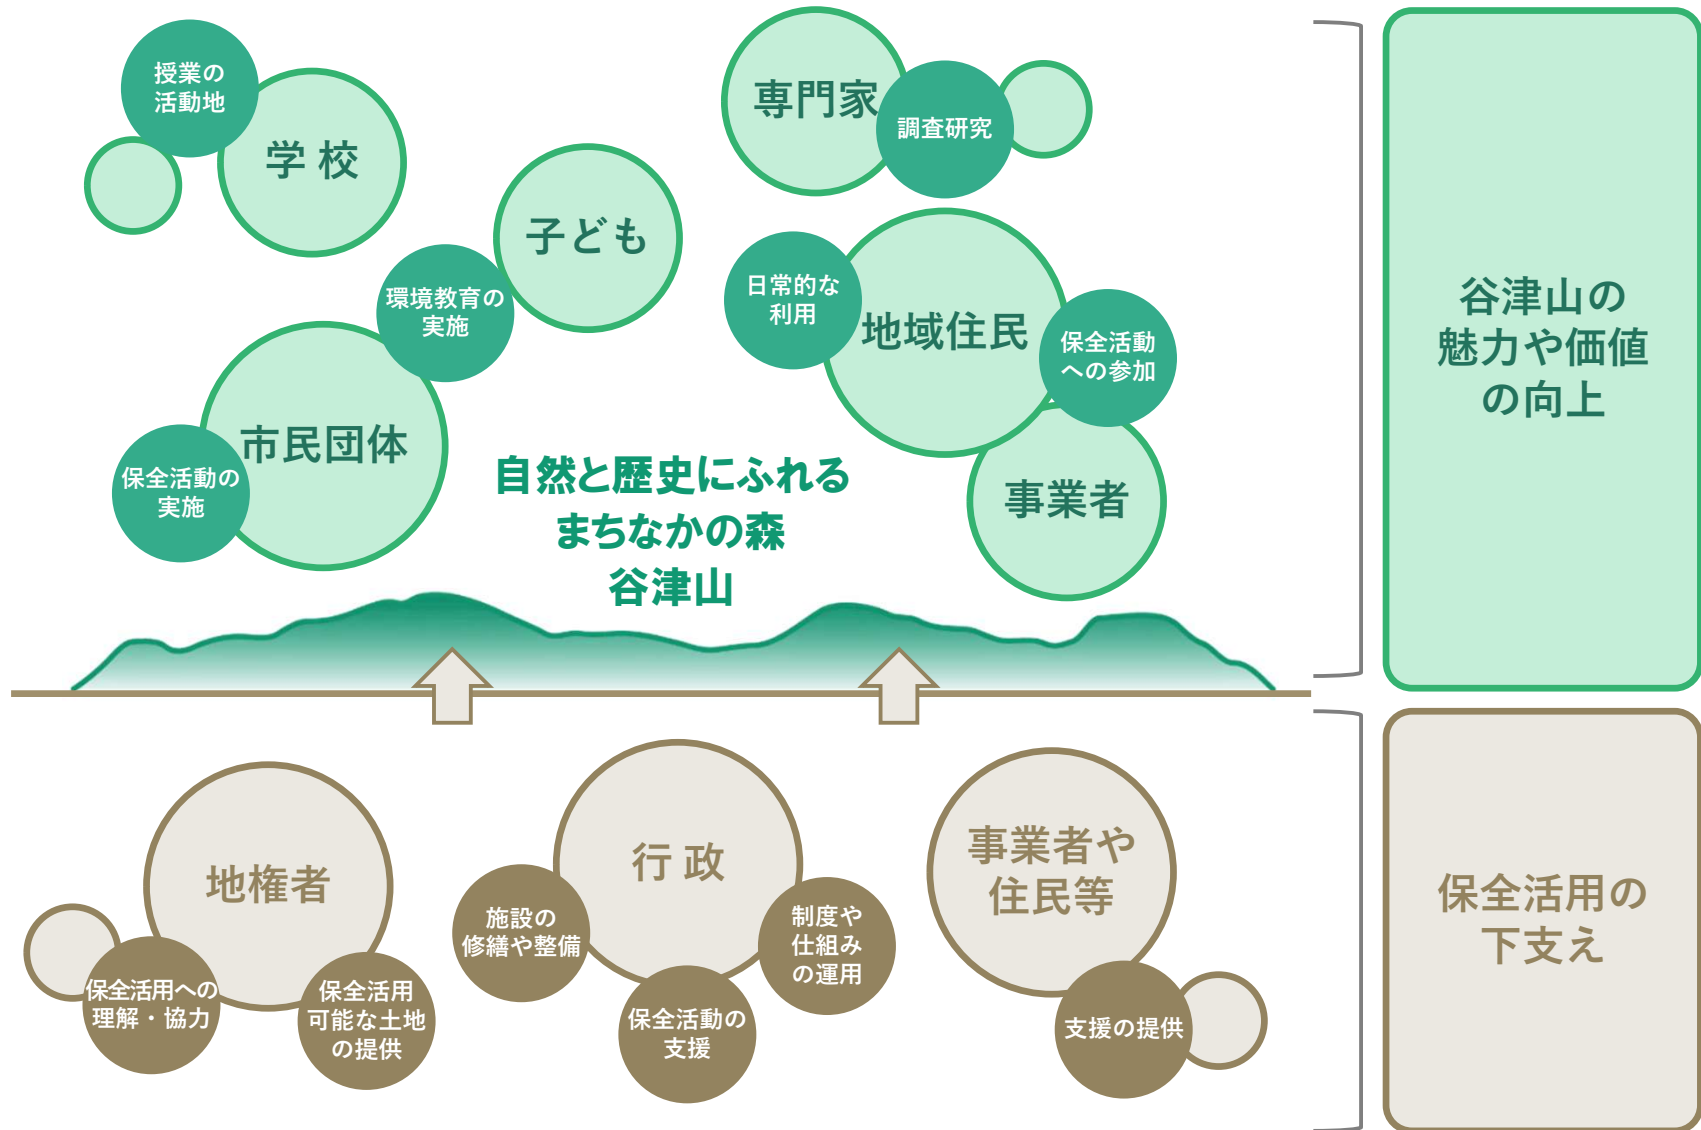 授業の
活動地
学 校
専門家
調査研究
子ども
環境教育の
実施
日常的な
利用
地域住民
保全活動
への参加
市民団体
保全活動の
実施
事業者
自然と歴史にふれる
まちなかの森
谷津山
谷津山の
魅力や価値
の向上
地権者
保全活用への
理解・協力
保全活用
可能な土地
の提供
行 政
施設の
修繕や整備
保全活動の
支援
制度や
仕組み
の運用
事業者や
住民等
支援の提供
保全活用の
下支え